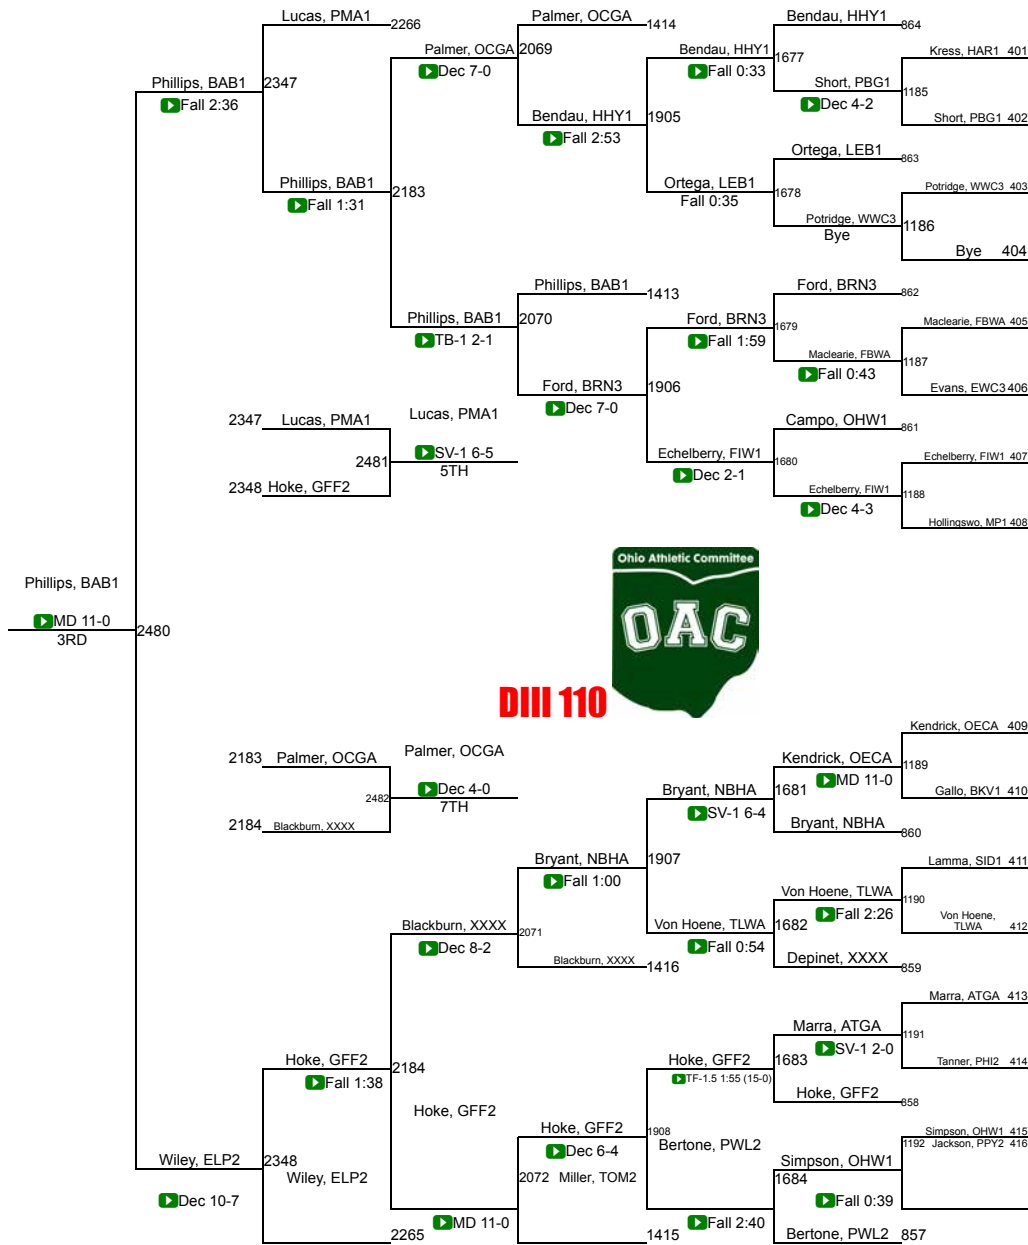 Lucas, PMA1
2266
Palmer, OCGA
1414
Bendau, HHY1
864
Palmer, OCGA
2069
Dec 7-0
Bendau, HHY1
Fall 0:33
1677
Kress, HAR1 401
Phillips, BAB1
Fall 2:36
2347
Short, PBG1
Dec 4-2
1185
Bendau, HHY1
Fall 2:53
1905
Short, PBG1 402
Ortega, LEB1
863
Phillips, BAB1
Fall 1:31
2183
Ortega, LEB1
Fall 0:35
1678
Potridge, WWC3 403
Potridge, WWC3
Bye
1186
Bye 404
Phillips, BAB1
1413
Ford, BRN3
862
Phillips, BAB1
TB-1 2-1
2070
Ford, BRN3
Fall 1:59
1679
Maclearie, FBWA 405
Maclearie, FBWA
Fall 0:43
1187
Ford, BRN3
Dec 7-0
1906
Evans, EWC3 406
2347 Lucas, PMA1
Lucas, PMA1
Campo, OHW1
861
2481
SV-1 6-5
5TH
Echelberry, FIW1
Dec 2-1
1680
Echelberry, FIW1 407
2348 Hoke, GFF2
Echelberry, FIW1
Dec 4-3
1188
Hollingswo, MP1 408
Ohio Athletic Committee
OAC
Phillips, BAB1
MD 11-0
3RD
2480
DIII 110
Kendrick, OECA 409
2183 Palmer, OCGA
Palmer, OCGA
Kendrick, OECA
MD 11-0
1189
2482
Dec 4-0
7TH
Bryant, NBHA
SV-1 6-4
1681
Gallo, BKV1 410
2184 Blackburn, XXXX
Bryant, NBHA
860
Bryant, NBHA
Fall 1:00
1907
Lamma, SID1 411
Von Hoene, TLWA
Fall 2:26
1190
Blackburn, XXXX
Dec 8-2
2071
Von Hoene, TLWA
Fall 0:54
1682
Von Hoene,
TLWA 412
Blackburn, XXXX
1416
Depinet, XXXX
859
Marra, ATGA 413
Marra, ATGA
SV-1 2-0
1191
Hoke, GFF2
Fall 1:38
2184
Hoke, GFF2
TF-1.5 1:55 (15-0)
1683
Tanner, PHI2 414
Hoke, GFF2
858
Hoke, GFF2
Hoke, GFF2
Dec 6-4
1908
Bertone, PWL2
Simpson, OHW1 415
1192 Jackson, PPY2 416
Wiley, ELP2
Dec 10-7
2348
Wiley, ELP2
2072 Miller, TOM2
Simpson, OHW1
Fall 0:39
1684
MD 11-0
Fall 2:40
2265
1415
Bertone, PWL2 857